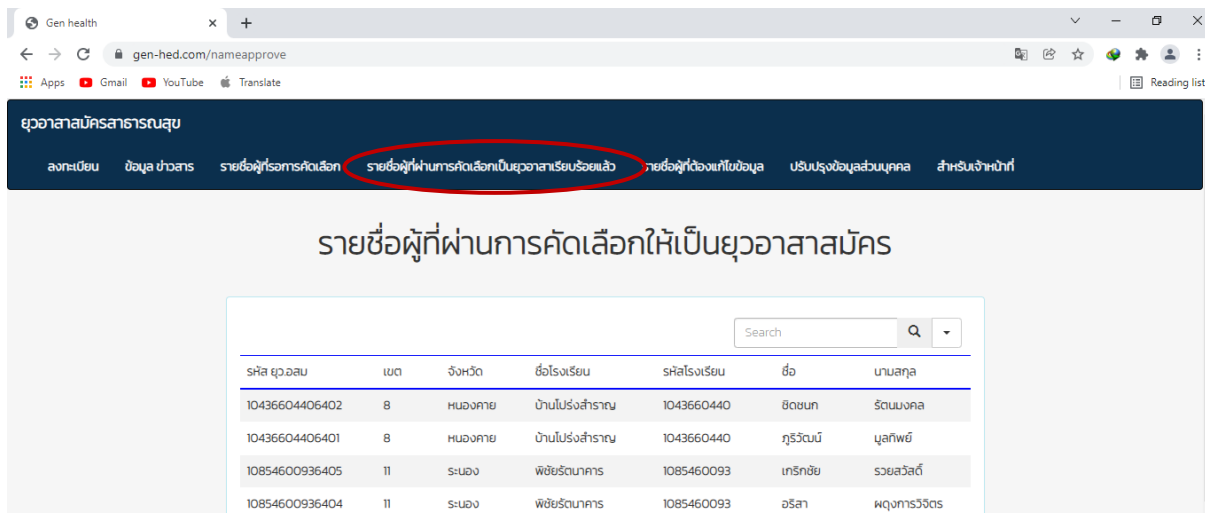 Gen health
gen-hed.com/nameapprove
Apps Gmail YouTube Translate Reading list
ยุวอาสาสมัครสาธารณสุข
ลงทะเบียน ข้อมูล ข่าวสาร รายชื่อผู้ที่รอการคัดเลือก รายชื่อผู้ที่ผ่านการคัดเลือกเป็นยุวอาสาเรียบร้อยแล้ว รายชื่อผู้ที่ต้องแก้ไขข้อมูล ปรับปรุงข้อมูลส่วนบุคคล สำหรับเจ้าหน้าที่
รายชื่อผู้ที่ผ่านการคัดเลือกให้เป็นยุวอาสาสมัคร
Search
รหัส ยุว.อสม เขต จังหวัด ชื่อโรงเรียน รหัสโรงเรียน ชื่อ นามสกุล
10436604406402 8 หนองคาย บ้านโปร่งสำราญ 1043660440 ชิดชนก รัตนมงคล
10436604406401 8 หนองคาย บ้านโปร่งสำราญ 1043660440 ภูริวัฒน์ มูลทิพย์
10854600936405 11 ระนอง พิชัยรัตนาคาร 1085460093 เกริกชัย รวยสวัสดิ์
10854600936404 11 ระนอง พิชัยรัตนาคาร 1085460093 อริสา ผดุงการวิจิตร